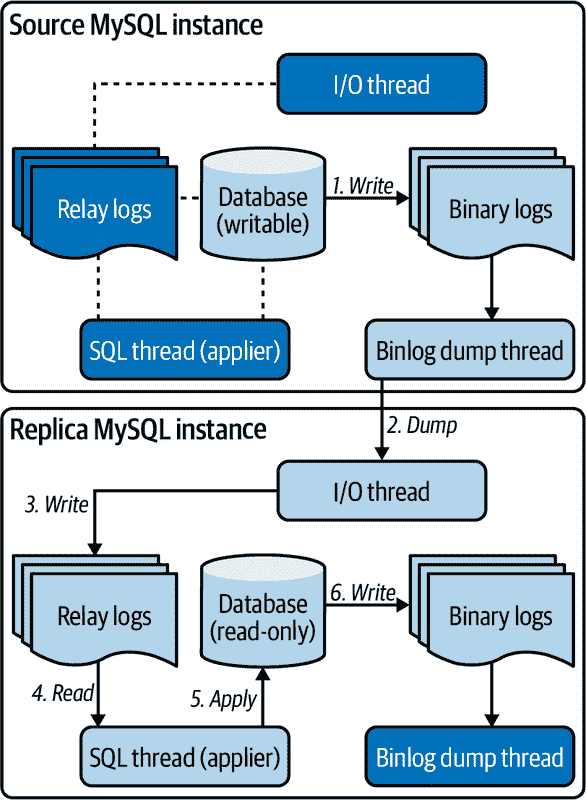 Source MySQL instance
I/O thread
Relay logs
Database
(writable)
1. Write
Binary logs
SQL thread (applier)
Binlog dump thread
2. Dump
Replica MySQL instance
I/O thread
3. Write
Relay logs
Database
(read-only)
6. Write
Binary logs
4. Read
5. Apply
SQL thread (applier)
Binlog dump thread